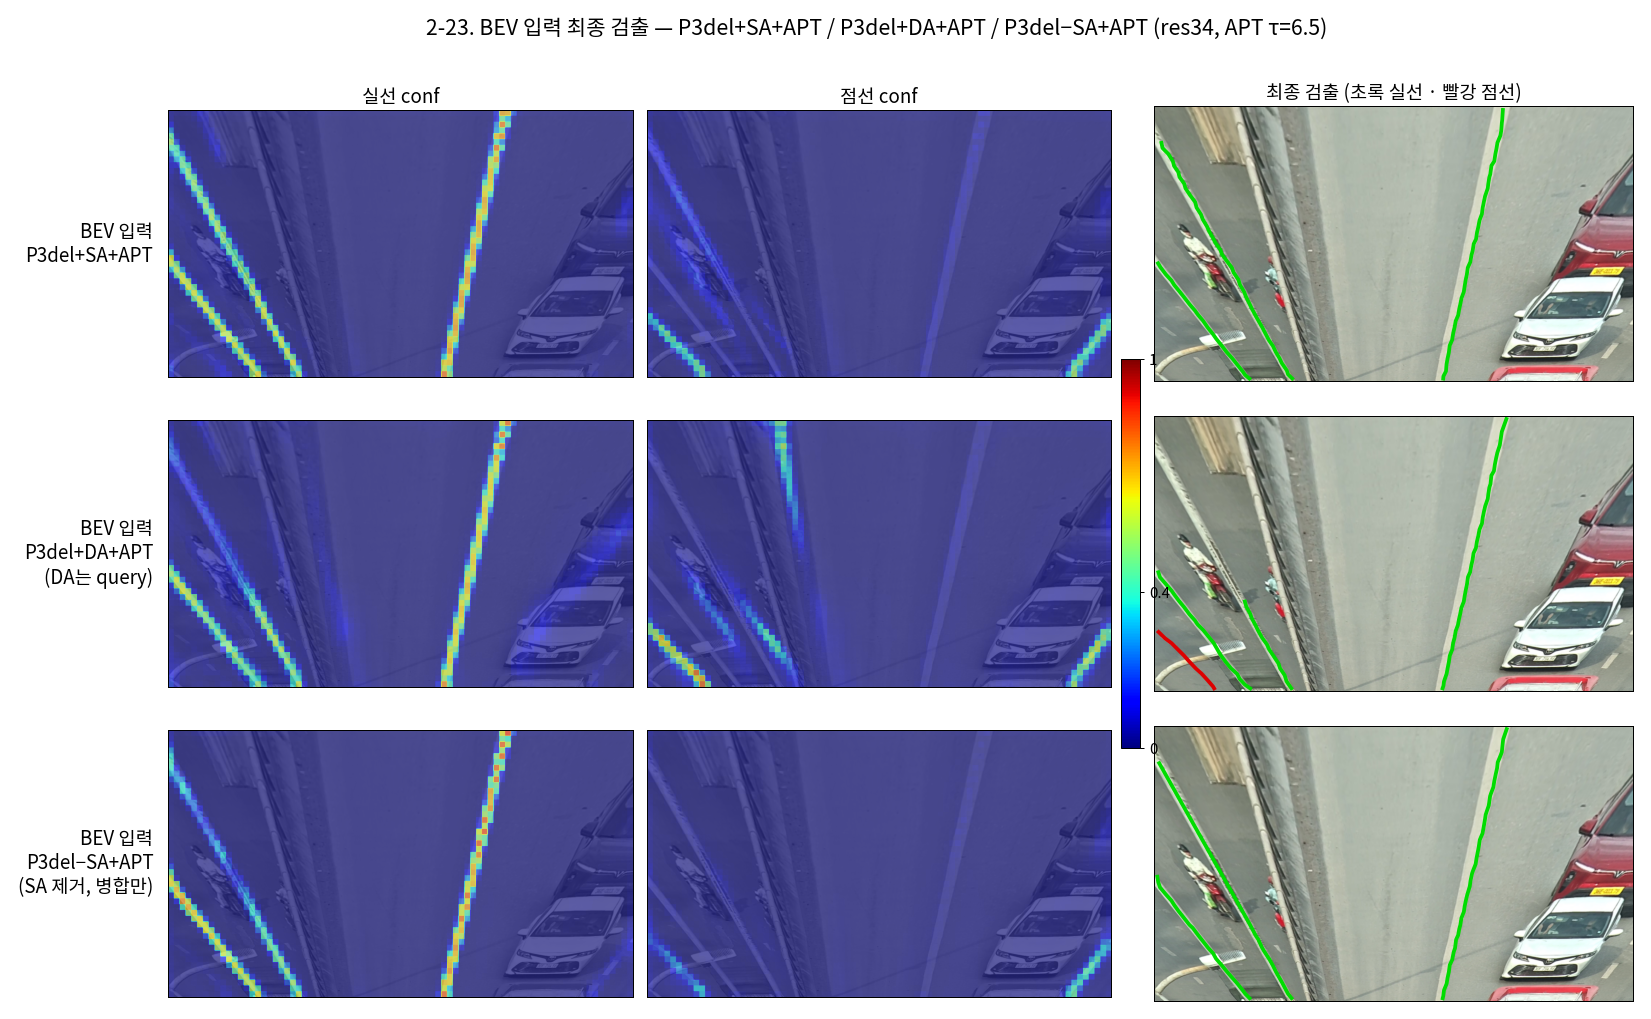 2-23. BEV 입력 최종 검출 — P3del+SA+APT / P3del+DA+APT / P3del−SA+APT (res34, APT τ=6.5)
실선 conf
점선 conf
최종 검출 (초록 실선 · 빨강 점선)
BEV 입력
P3del+SA+APT
1
BEV 입력
P3del+DA+APT
(DA는 query)
0.4
0
BEV 입력
P3del−SA+APT
(SA 제거, 병합만)